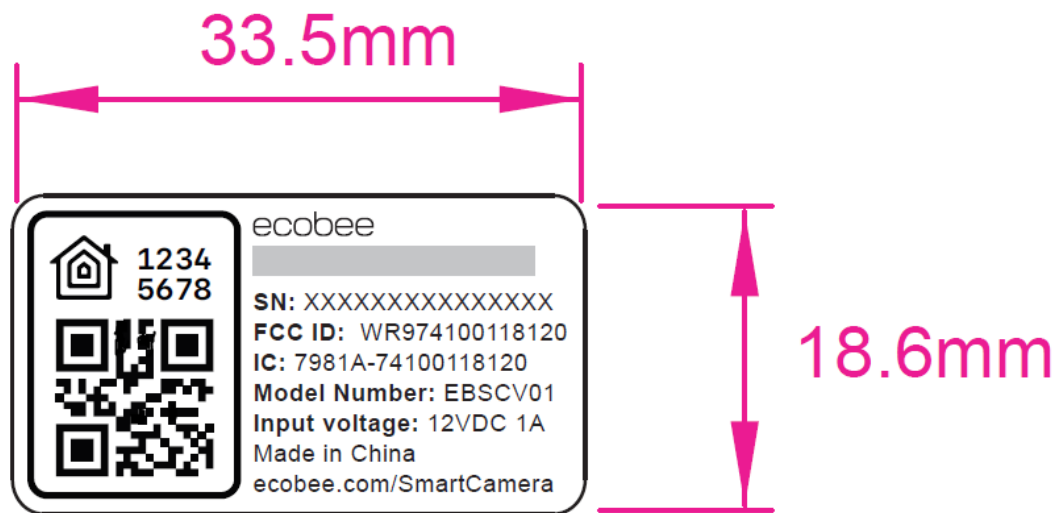 33.5mm
ecobee
1234
5678
SN: XXXXXXXXXXXXXXX
FCC ID: WR974100118120
IC: 7981A-74100118120
Model Number: EBSCV01
Input voltage: 12VDC 1A
Made in China
ecobee.com/SmartCamera
18.6mm